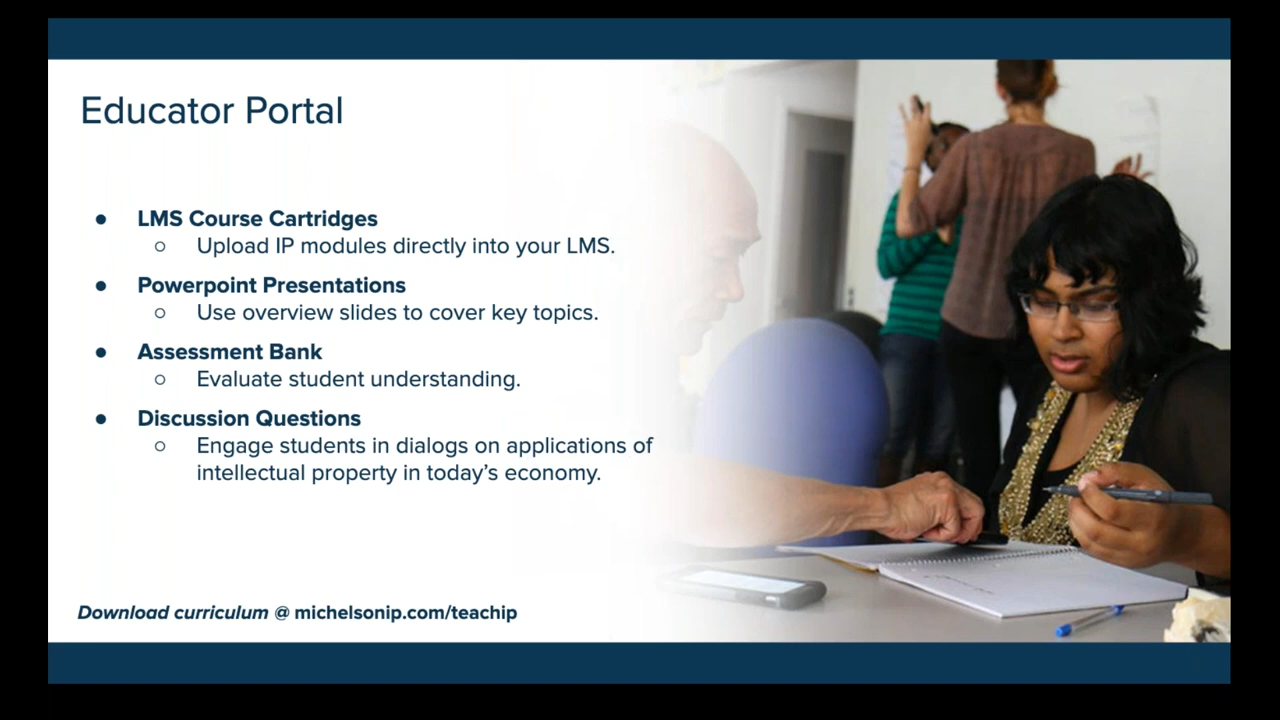 Educator Portal
● LMS Course Cartridges
○ Upload IP modules directly into your LMS.
● Powerpoint Presentations
○ Use overview slides to cover key topics.
● Assessment Bank
○ Evaluate student understanding.
● Discussion Questions
○ Engage students in dialogs on applications of
intellectual property in today’s economy.
Download curriculum @ michelsonip.com/teachip